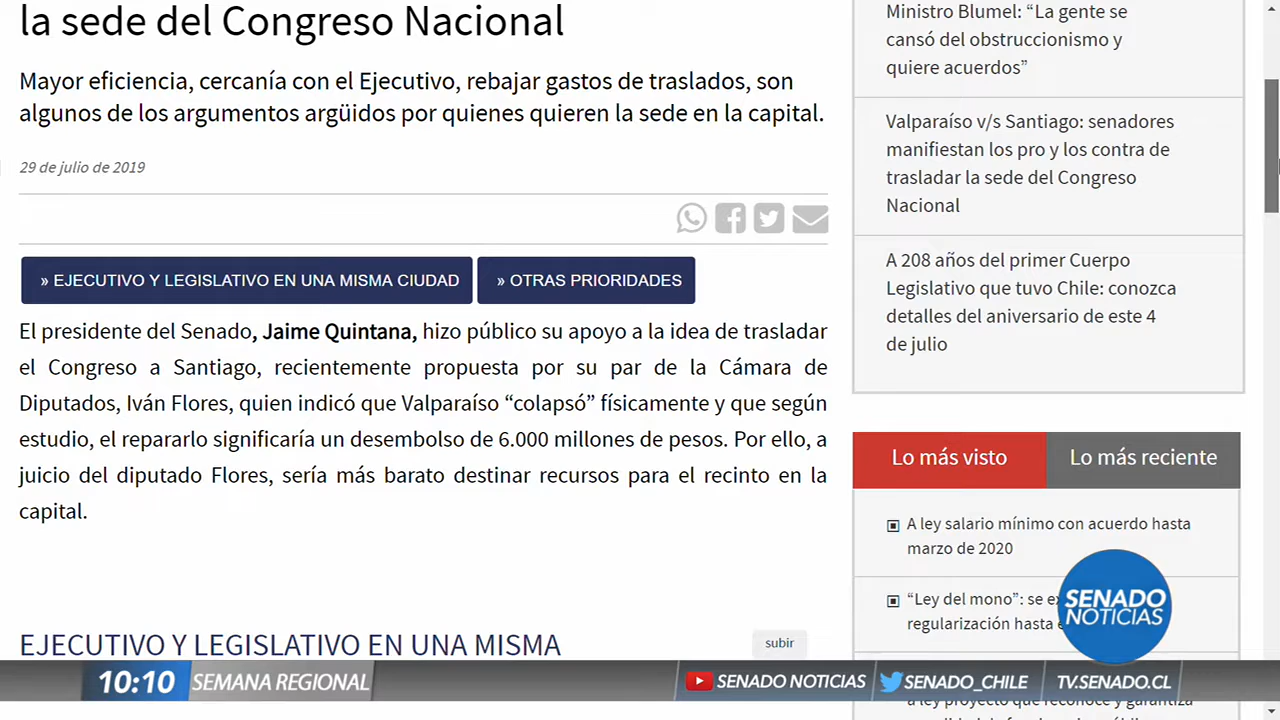 la sede del Congreso Nacional
Mayor eficiencia, cercanía con el Ejecutivo, rebajar gastos de traslados, son
algunos de los argumentos argüidos por quienes quieren la sede en la capital.
29 de julio de 2019
» EJECUTIVO Y LEGISLATIVO EN UNA MISMA CIUDAD
» OTRAS PRIORIDADES
El presidente del Senado, Jaime Quintana, hizo público su apoyo a la idea de trasladar
el Congreso a Santiago, recientemente propuesta por su par de la Cámara de
Diputados, Iván Flores, quien indicó que Valparaíso “colapsó” físicamente y que según
estudio, el repararlo significaría un desembolso de 6.000 millones de pesos. Por ello, a
juicio del diputado Flores, sería más barato destinar recursos para el recinto en la
capital.
EJECUTIVO Y LEGISLATIVO EN UNA MISMA
subir
Ministro Blumel: “La gente se
cansó del obstruccionismo y
quiere acuerdos”
Valparaíso v/s Santiago: senadores
manifiestan los pro y los contra de
trasladar la sede del Congreso
Nacional
A 208 años del primer Cuerpo
Legislativo que tuvo Chile: conozca
detalles del aniversario de este 4
de julio
Lo más visto
Lo más reciente
A ley salario mínimo con acuerdo hasta
marzo de 2020
“Ley del mono”: se
regularización hasta
SENADO
NOTICIAS
10:10 SEMANA REGIONAL
SENADO NOTICIAS
SENADO_CHILE
TV.SENADO.CL
a ley proyecto que reconoce y garantiza